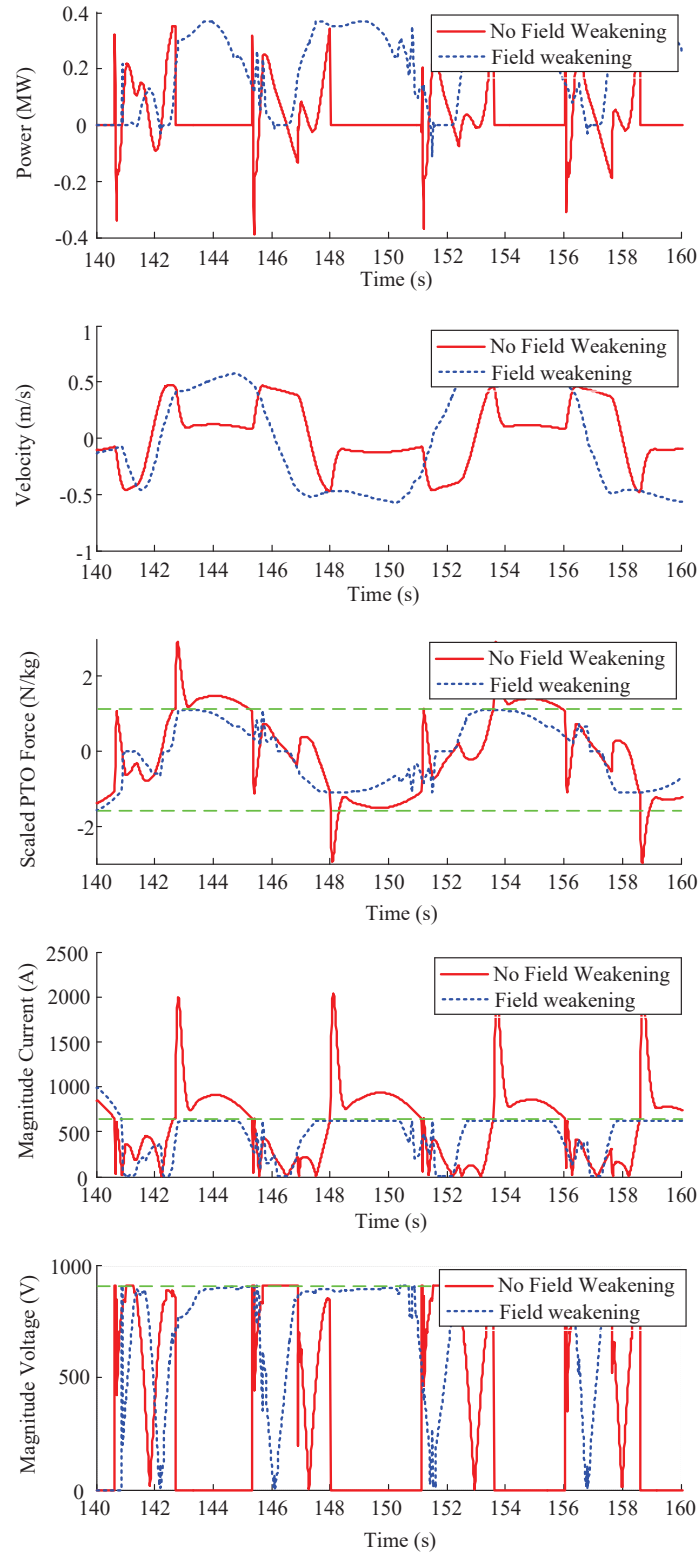 0.4
0.2
0
-0.2
-0.4
Power (MW)
No Field Weakening
Field weakening
140 142 144 146 148 150 152 154 156 158 160
Time (s)
1
0.5
0
-0.5
-1
Velocity (m/s)
No Field Weakening
Field weakening
140 142 144 146 148 150 152 154 156 158 160
Time (s)
2
0
-2
Scaled PTO Force (N/kg)
No Field Weakening
Field weakening
140 142 144 146 148 150 152 154 156 158 160
Time (s)
2500
2000
1500
1000
500
0
Magnitude Current (A)
No Field Weakening
Field weakening
140 142 144 146 148 150 152 154 156 158 160
Time (s)
1000
500
0
Magnitude Voltage (V)
No Field Weakening
Field weakening
140 142 144 146 148 150 152 154 156 158 160
Time (s)